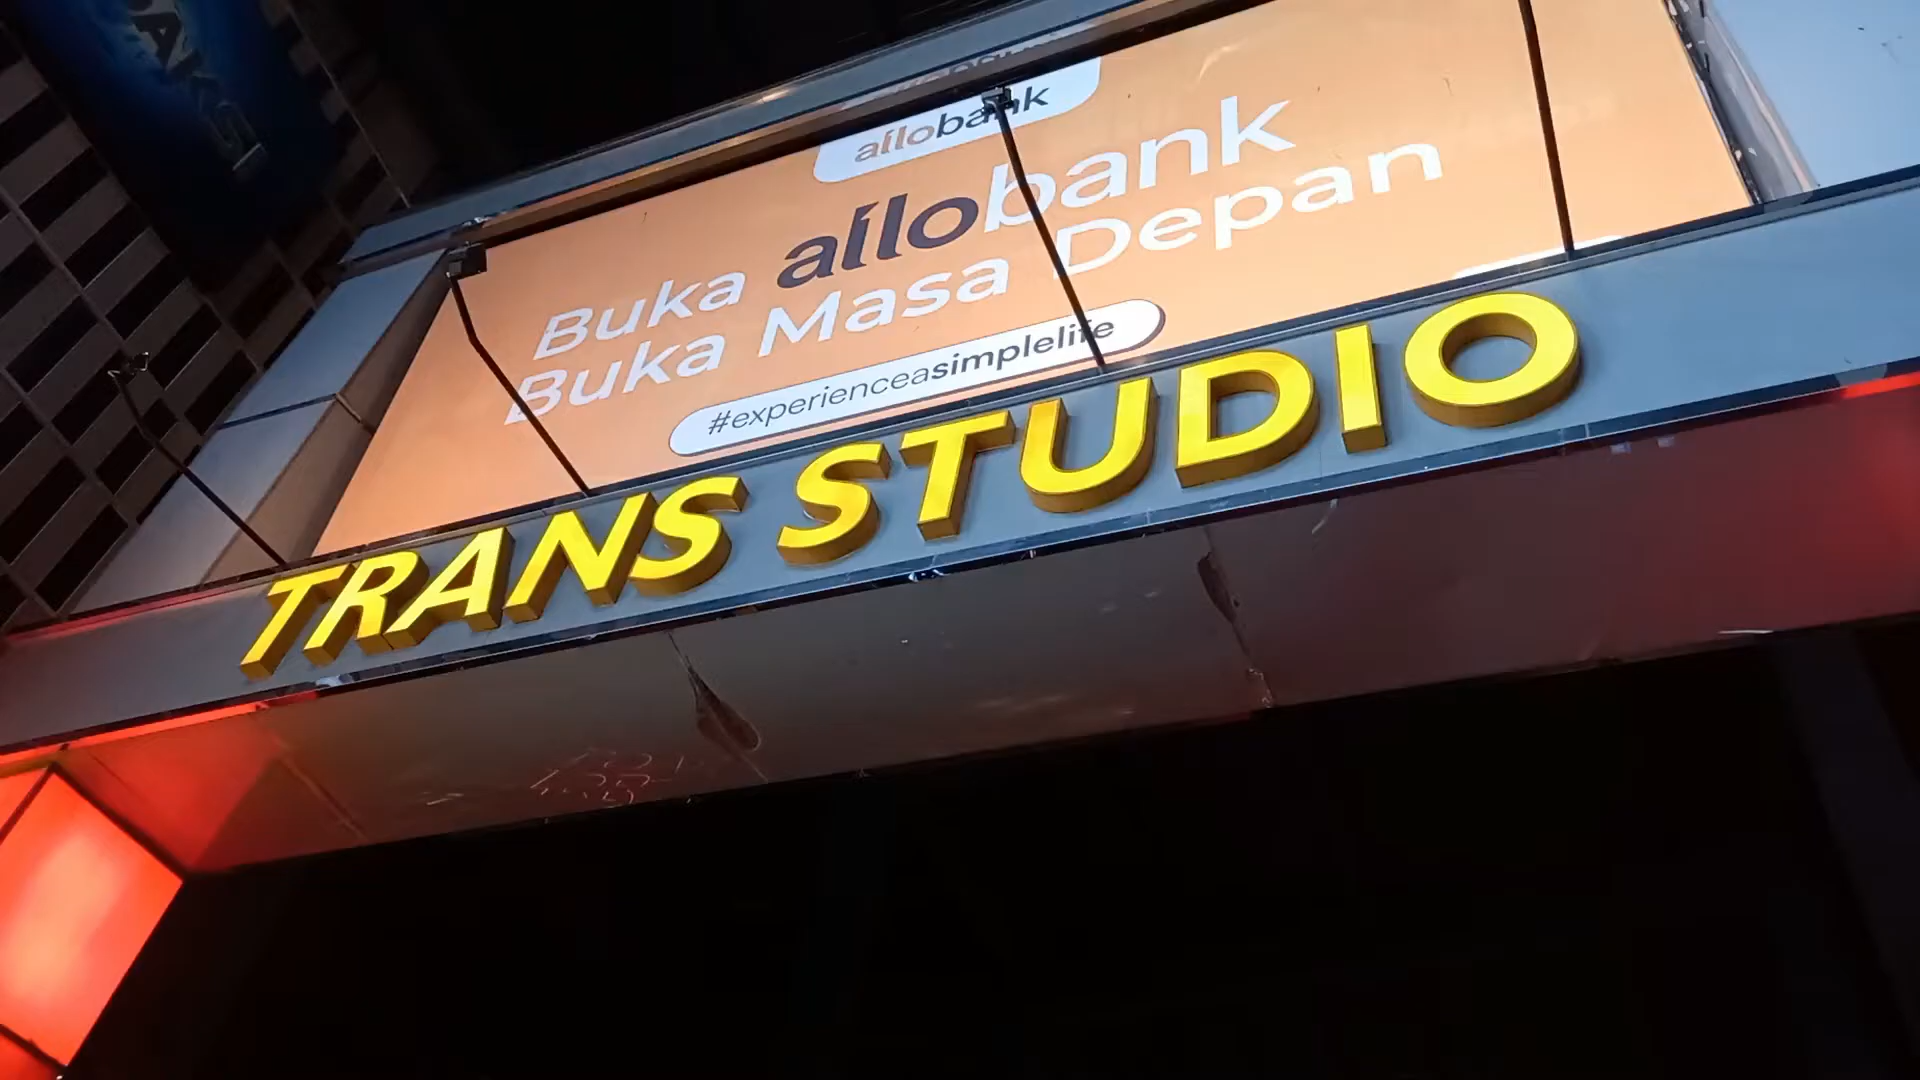 allobank
Buka allobank
Buka Masa Depan
#experienceasimplelife
TRANS STUDIO